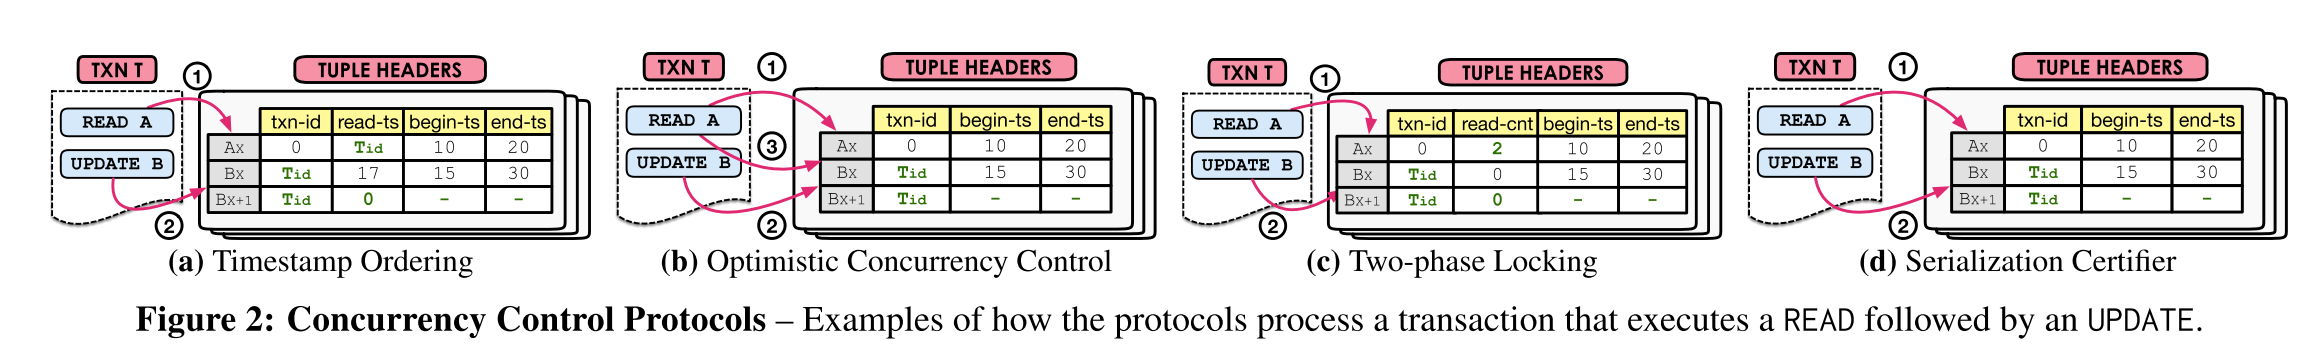 TXN T
1
TUPLE HEADERS
READ A
UPDATE B
txn-id read-ts begin-ts end-ts
Ax 0 Tid 10 20
Bx Tid 17 15 30
Bx+1 Tid 0 – –
2
(a) Timestamp Ordering
TXN T
1
TUPLE HEADERS
READ A
3
UPDATE B
txn-id begin-ts end-ts
Ax 0 10 20
Bx Tid 15 30
Bx+1 Tid – –
2
(b) Optimistic Concurrency Control
TXN T
1
TUPLE HEADERS
READ A
UPDATE B
txn-id read-cnt begin-ts end-ts
Ax 0 2 10 20
Bx Tid 0 15 30
Bx+1 Tid 0 – –
2
(c) Two-phase Locking
TXN T
1
TUPLE HEADERS
READ A
UPDATE B
txn-id begin-ts end-ts
Ax 0 10 20
Bx Tid 15 30
Bx+1 Tid – –
2
(d) Serialization Certifier
Figure 2: Concurrency Control Protocols – Examples of how the protocols process a transaction that executes a READ followed by an UPDATE.